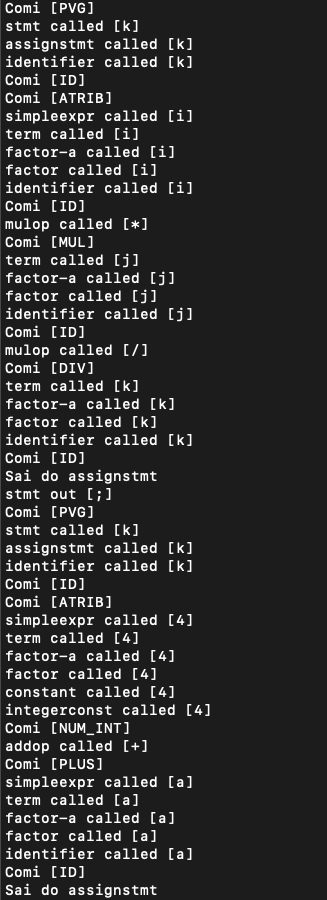 Comi [PVG]
stmt called [k]
assignstmt called [k]
identifier called [k]
Comi [ID]
Comi [ATRIB]
simpleexpr called [i]
term called [i]
factor-a called [i]
factor called [i]
identifier called [i]
Comi [ID]
mulop called [*]
Comi [MUL]
term called [j]
factor-a called [j]
factor called [j]
identifier called [j]
Comi [ID]
mulop called [/]
Comi [DIV]
term called [k]
factor-a called [k]
factor called [k]
identifier called [k]
Comi [ID]
Sai do assignstmt
stmt out [;]
Comi [PVG]
stmt called [k]
assignstmt called [k]
identifier called [k]
Comi [ID]
Comi [ATRIB]
simpleexpr called [4]
term called [4]
factor-a called [4]
factor called [4]
constant called [4]
integerconst called [4]
Comi [NUM_INT]
addop called [+]
Comi [PLUS]
simpleexpr called [a]
term called [a]
factor-a called [a]
factor called [a]
identifier called [a]
Comi [ID]
Sai do assignstmt